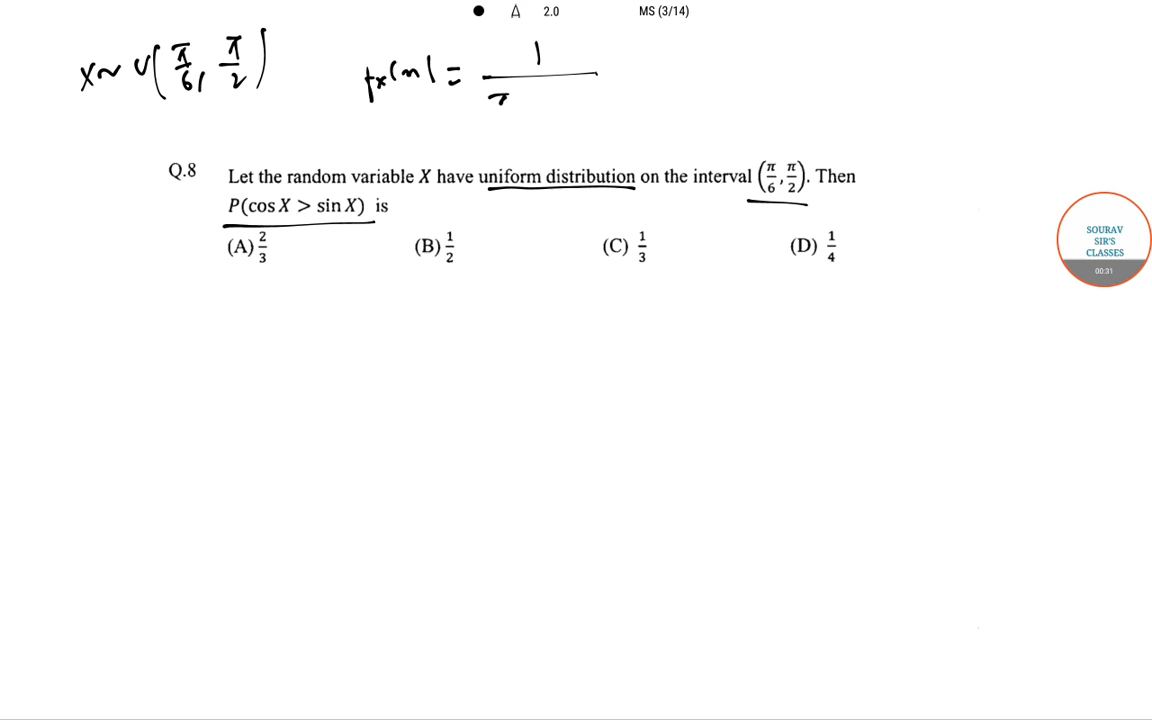 2.0 MS (3/14)
X ~ U(π/6, π/2) fx(x) = 1/π
Q.8 Let the random variable X have uniform distribution on the interval (π/6, π/2). Then
P(cos X > sin X) is
(A) 2/3 (B) 1/2 (C) 1/3 (D) 1/4
SOURAV
SIR'S
CLASSES
00:31